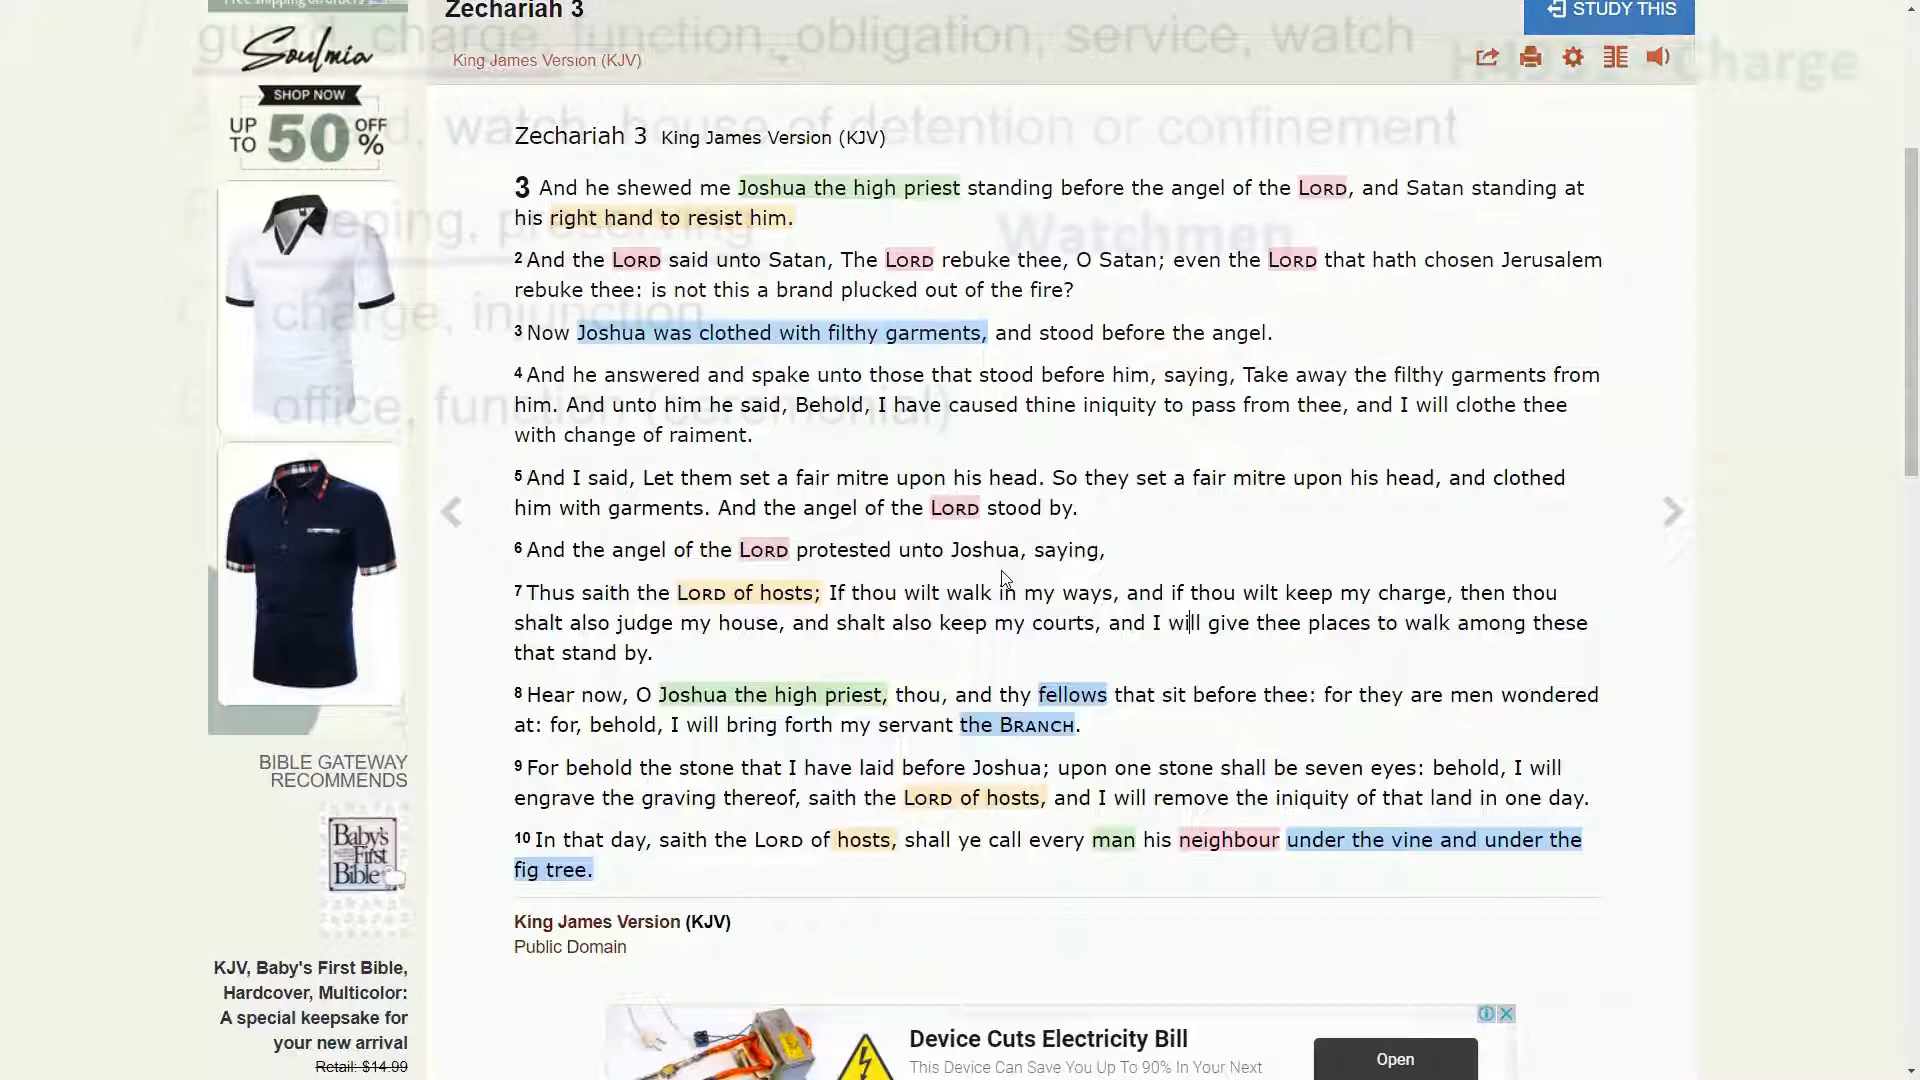 Free shipping on orders
Soulmia
SHOP NOW
UP TO 50% OFF
BIBLE GATEWAY
RECOMMENDS
Baby's
First
Bible
KJV, Baby's First Bible,
Hardcover, Multicolor:
A special keepsake for
your new arrival
Retail: $14.99
Zechariah 3
King James Version (KJV)
STUDY THIS
charge, function, obligation, service, watch
Charge
watch, house of detention or confinement
Watchmen
charge, injunction
office, function (ceremonial)
Zechariah 3 King James Version (KJV)
3 And he shewed me Joshua the high priest standing before the angel of the LORD, and Satan standing at
his right hand to resist him.
2 And the LORD said unto Satan, The LORD rebuke thee, O Satan; even the LORD that hath chosen Jerusalem
rebuke thee: is not this a brand plucked out of the fire?
3 Now Joshua was clothed with filthy garments, and stood before the angel.
4 And he answered and spake unto those that stood before him, saying, Take away the filthy garments from
him. And unto him he said, Behold, I have caused thine iniquity to pass from thee, and I will clothe thee
with change of raiment.
5 And I said, Let them set a fair mitre upon his head. So they set a fair mitre upon his head, and clothed
him with garments. And the angel of the LORD stood by.
6 And the angel of the LORD protested unto Joshua, saying,
7 Thus saith the LORD of hosts; If thou wilt walk in my ways, and if thou wilt keep my charge, then thou
shalt also judge my house, and shalt also keep my courts, and I will give thee places to walk among these
that stand by.
8 Hear now, O Joshua the high priest, thou, and thy fellows that sit before thee: for they are men wondered
at: for, behold, I will bring forth my servant the BRANCH.
9 For behold the stone that I have laid before Joshua; upon one stone shall be seven eyes: behold, I will
engrave the graving thereof, saith the LORD of hosts, and I will remove the iniquity of that land in one day.
10 In that day, saith the LORD of hosts, shall ye call every man his neighbour under the vine and under the
fig tree.
King James Version (KJV)
Public Domain
Device Cuts Electricity Bill
This Device Can Save You Up To 90% In Your Next
Open